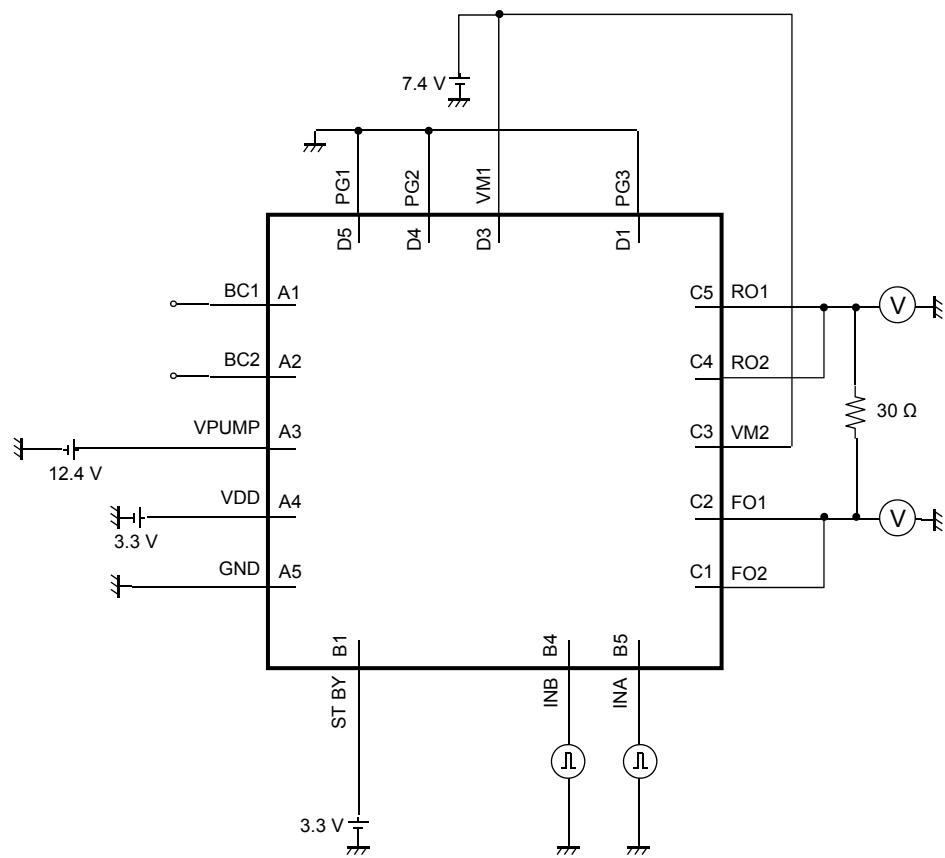 7.4 V
PG1
PG2
VM1
PG3
D5
D4
D3
D1
BC1
A1
C5
RO1
V
BC2
A2
C4
RO2
30 Ω
VPUMP
A3
C3
VM2
12.4 V
VDD
A4
C2
FO1
V
3.3 V
GND
A5
C1
FO2
B1
B4
B5
ST BY
INB
INA
3.3 V